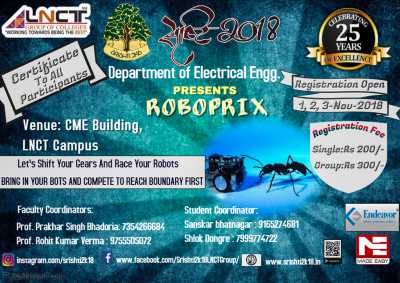 LNCT
GROUP OF COLLEGES
"WORKING TOWARDS BEING THE BEST"
सृष्टि 2018
CELEBRATING
25
YEARS
OF EXCELLENCE
Certificate
To All
Participants
Department of Electrical Engg.
PRESENTS
ROBOPRIX
Registration Open
1, 2, 3-Nov-2018
Venue: CME Building,
LNCT Campus
Registration Fee
Single:Rs 200/-
Group:Rs 300/-
Let's Shift Your Gears And Race Your Robots
BRING IN YOUR BOTS AND COMPETE TO REACH BOUNDARY FIRST
Faculty Coordinators:
Prof. Prakhar Singh Bhadoria: 7354266684
Prof. Rohit Kumar Verma : 9755505072
Student Coordinator:
Sanskar bhatnagar : 9165274681
Shlok Dongre : 7999774722
Endeavor
MADE EASY
instagram.com/srishti2k18
www.facebook.com/Srishti2k18LNCTGroup/
www.srishti2k18.in